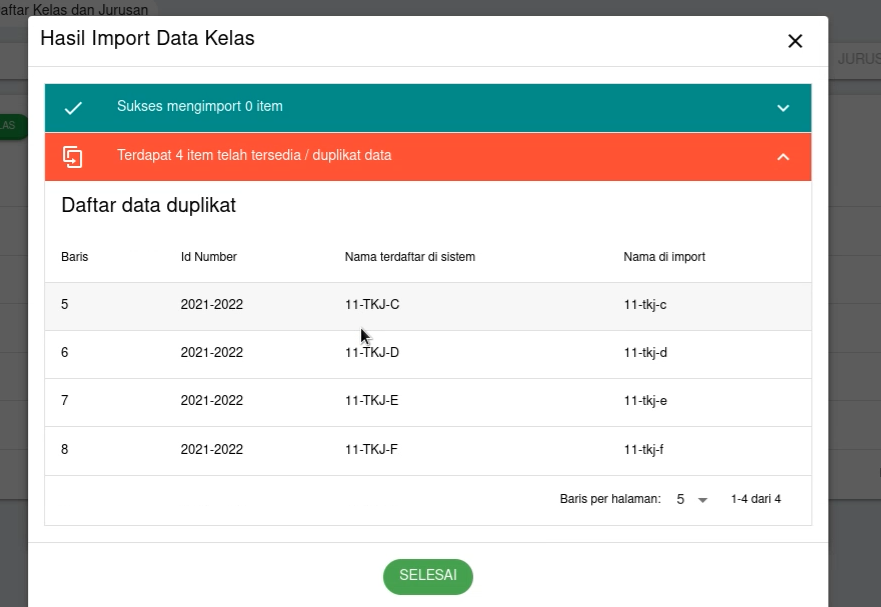 aftar Kelas dan Jurusan
Hasil Import Data Kelas
JURUS
Sukses mengimport 0 item
LAS
Terdapat 4 item telah tersedia / duplikat data
Daftar data duplikat
Baris Id Number Nama terdaftar di sistem Nama di import
5 2021-2022 11-TKJ-C 11-tkj-c
6 2021-2022 11-TKJ-D 11-tkj-d
7 2021-2022 11-TKJ-E 11-tkj-e
8 2021-2022 11-TKJ-F 11-tkj-f
Baris per halaman: 5 1-4 dari 4
SELESAI